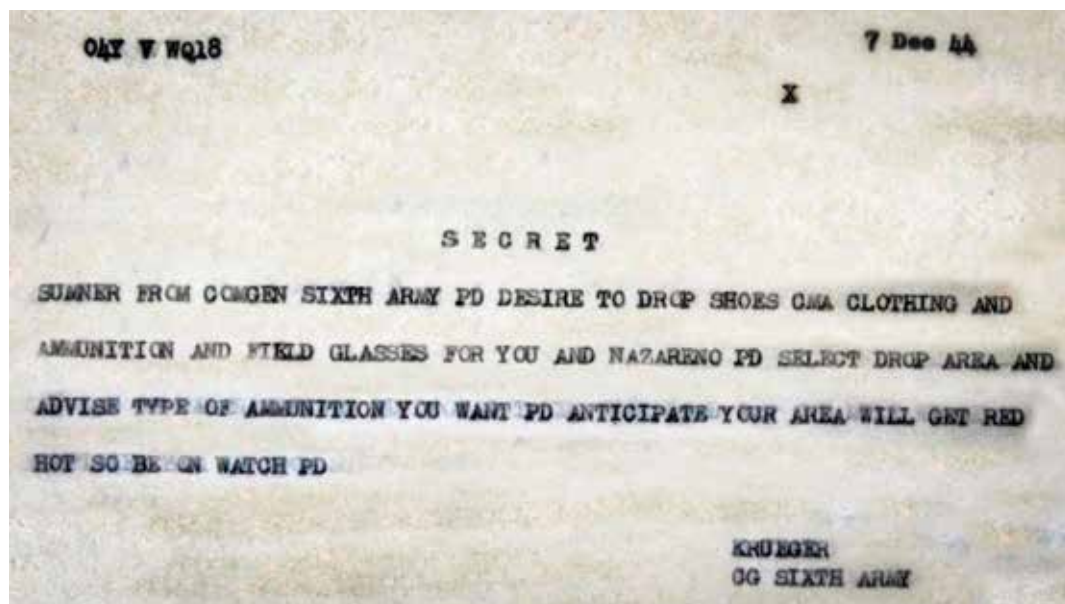 04Y V WQ18
7 Dec 44
X
S E C R E T
SUMNER FROM COMGEN SIXTH ARMY PD DESIRE TO DROP SHOES CMA CLOTHING AND
AMMUNITION AND FIELD GLASSES FOR YOU AND NAZARENO PD SELECT DROP AREA AND
ADVISE TYPE OF AMMUNITION YOU WANT PD ANTICIPATE YOUR AREA WILL GET RED
HOT SO BE ON WATCH PD
KRUEGER
CG SIXTH ARMY